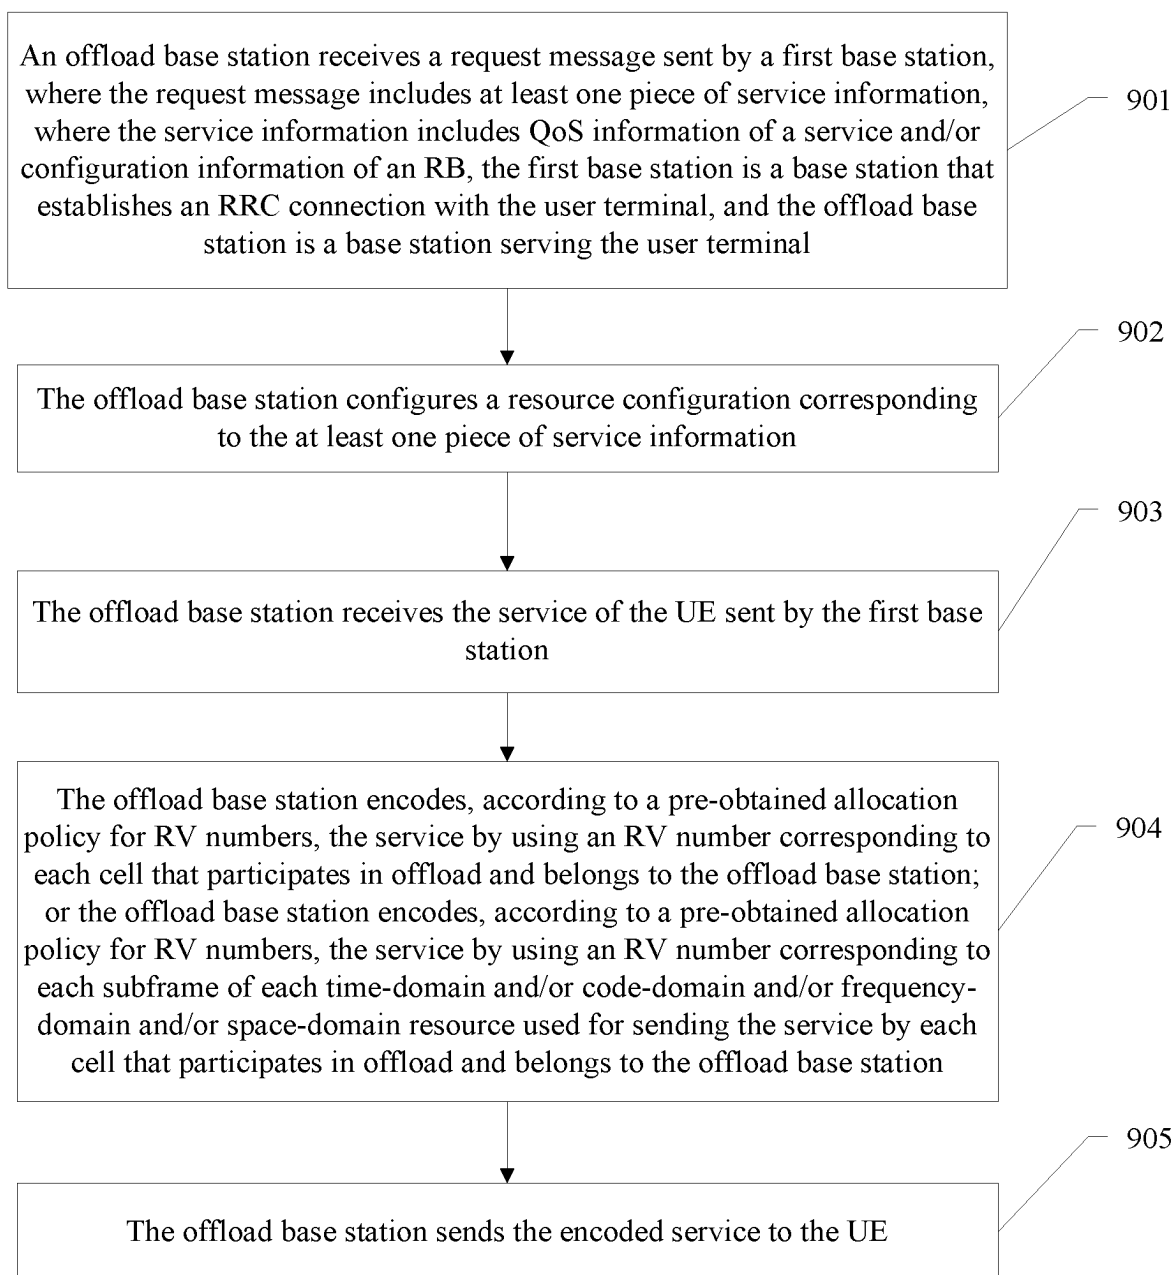 An offload base station receives a request message sent by a first base station,
where the request message includes at least one piece of service information,
where the service information includes QoS information of a service and/or
configuration information of an RB, the first base station is a base station that
establishes an RRC connection with the user terminal, and the offload base
station is a base station serving the user terminal
901
902
The offload base station configures a resource configuration corresponding
to the at least one piece of service information
903
The offload base station receives the service of the UE sent by the first base
station
The offload base station encodes, according to a pre-obtained allocation
policy for RV numbers, the service by using an RV number corresponding to
each cell that participates in offload and belongs to the offload base station;
or the offload base station encodes, according to a pre-obtained allocation
policy for RV numbers, the service by using an RV number corresponding to
each subframe of each time-domain and/or code-domain and/or frequency-
domain and/or space-domain resource used for sending the service by each
cell that participates in offload and belongs to the offload base station
904
905
The offload base station sends the encoded service to the UE